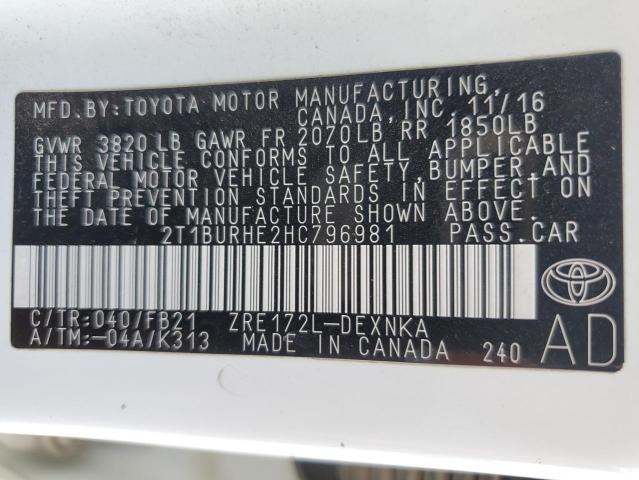 MFD.BY:TOYOTA MOTOR MANUFACTURING,
CANADA, INC. 11/16
GVWR 3820 LB GAWR FR 2070LB RR 1850LB
THIS VEHICLE CONFORMS TO ALL APPLICABLE
FEDERAL MOTOR VEHICLE SAFETY, BUMPER, AND
THEFT PREVENTION STANDARDS IN EFFECT ON
THE DATE OF MANUFACTURE SHOWN ABOVE.
2T1BURHE2HC796981 PASS.CAR
C/TR:040/FB21 ZRE172L-DEXNKA
A/TM:-04A/K313 MADE IN CANADA 240 AD